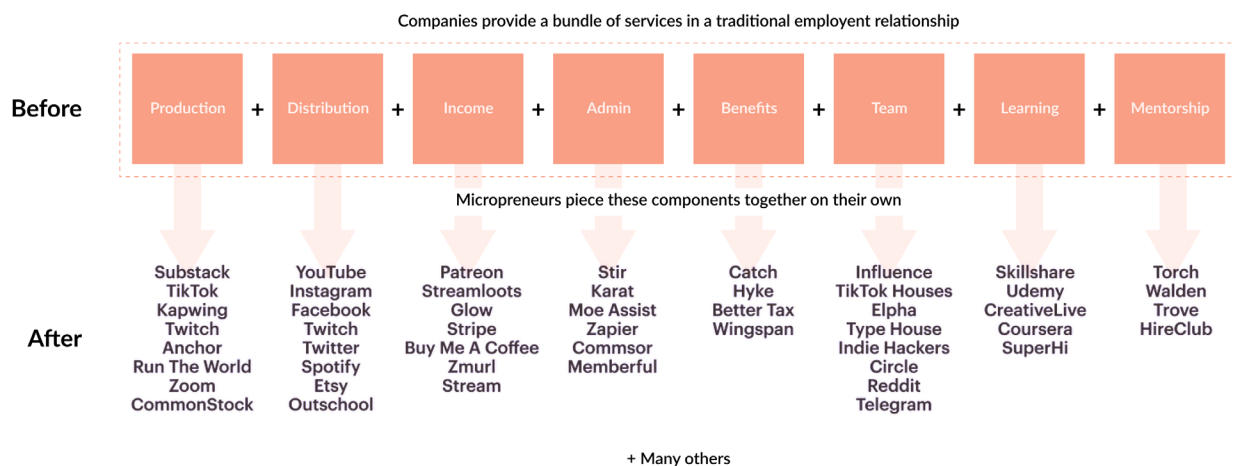 Companies provide a bundle of services in a traditional employent relationship
Before
Production + Distribution + Income + Admin + Benefits + Team + Learning + Mentorship
Micropreneurs piece these components together on their own
After
Substack
TikTok
Kapwing
Twitch
Anchor
Run The World
Zoom
CommonStock
YouTube
Instagram
Facebook
Twitch
Twitter
Spotify
Etsy
Outschool
Patreon
Streamloots
Glow
Stripe
Buy Me A Coffee
Zmurl
Stream
Stir
Karat
Moe Assist
Zapier
Commsor
Memberful
Catch
Hyke
Better Tax
Wingspan
Influence
TikTok Houses
Elpha
Type House
Indie Hackers
Circle
Reddit
Telegram
Skillshare
Udemy
CreativeLive
Coursera
SuperHi
Torch
Walden
Trove
HireClub
+ Many others